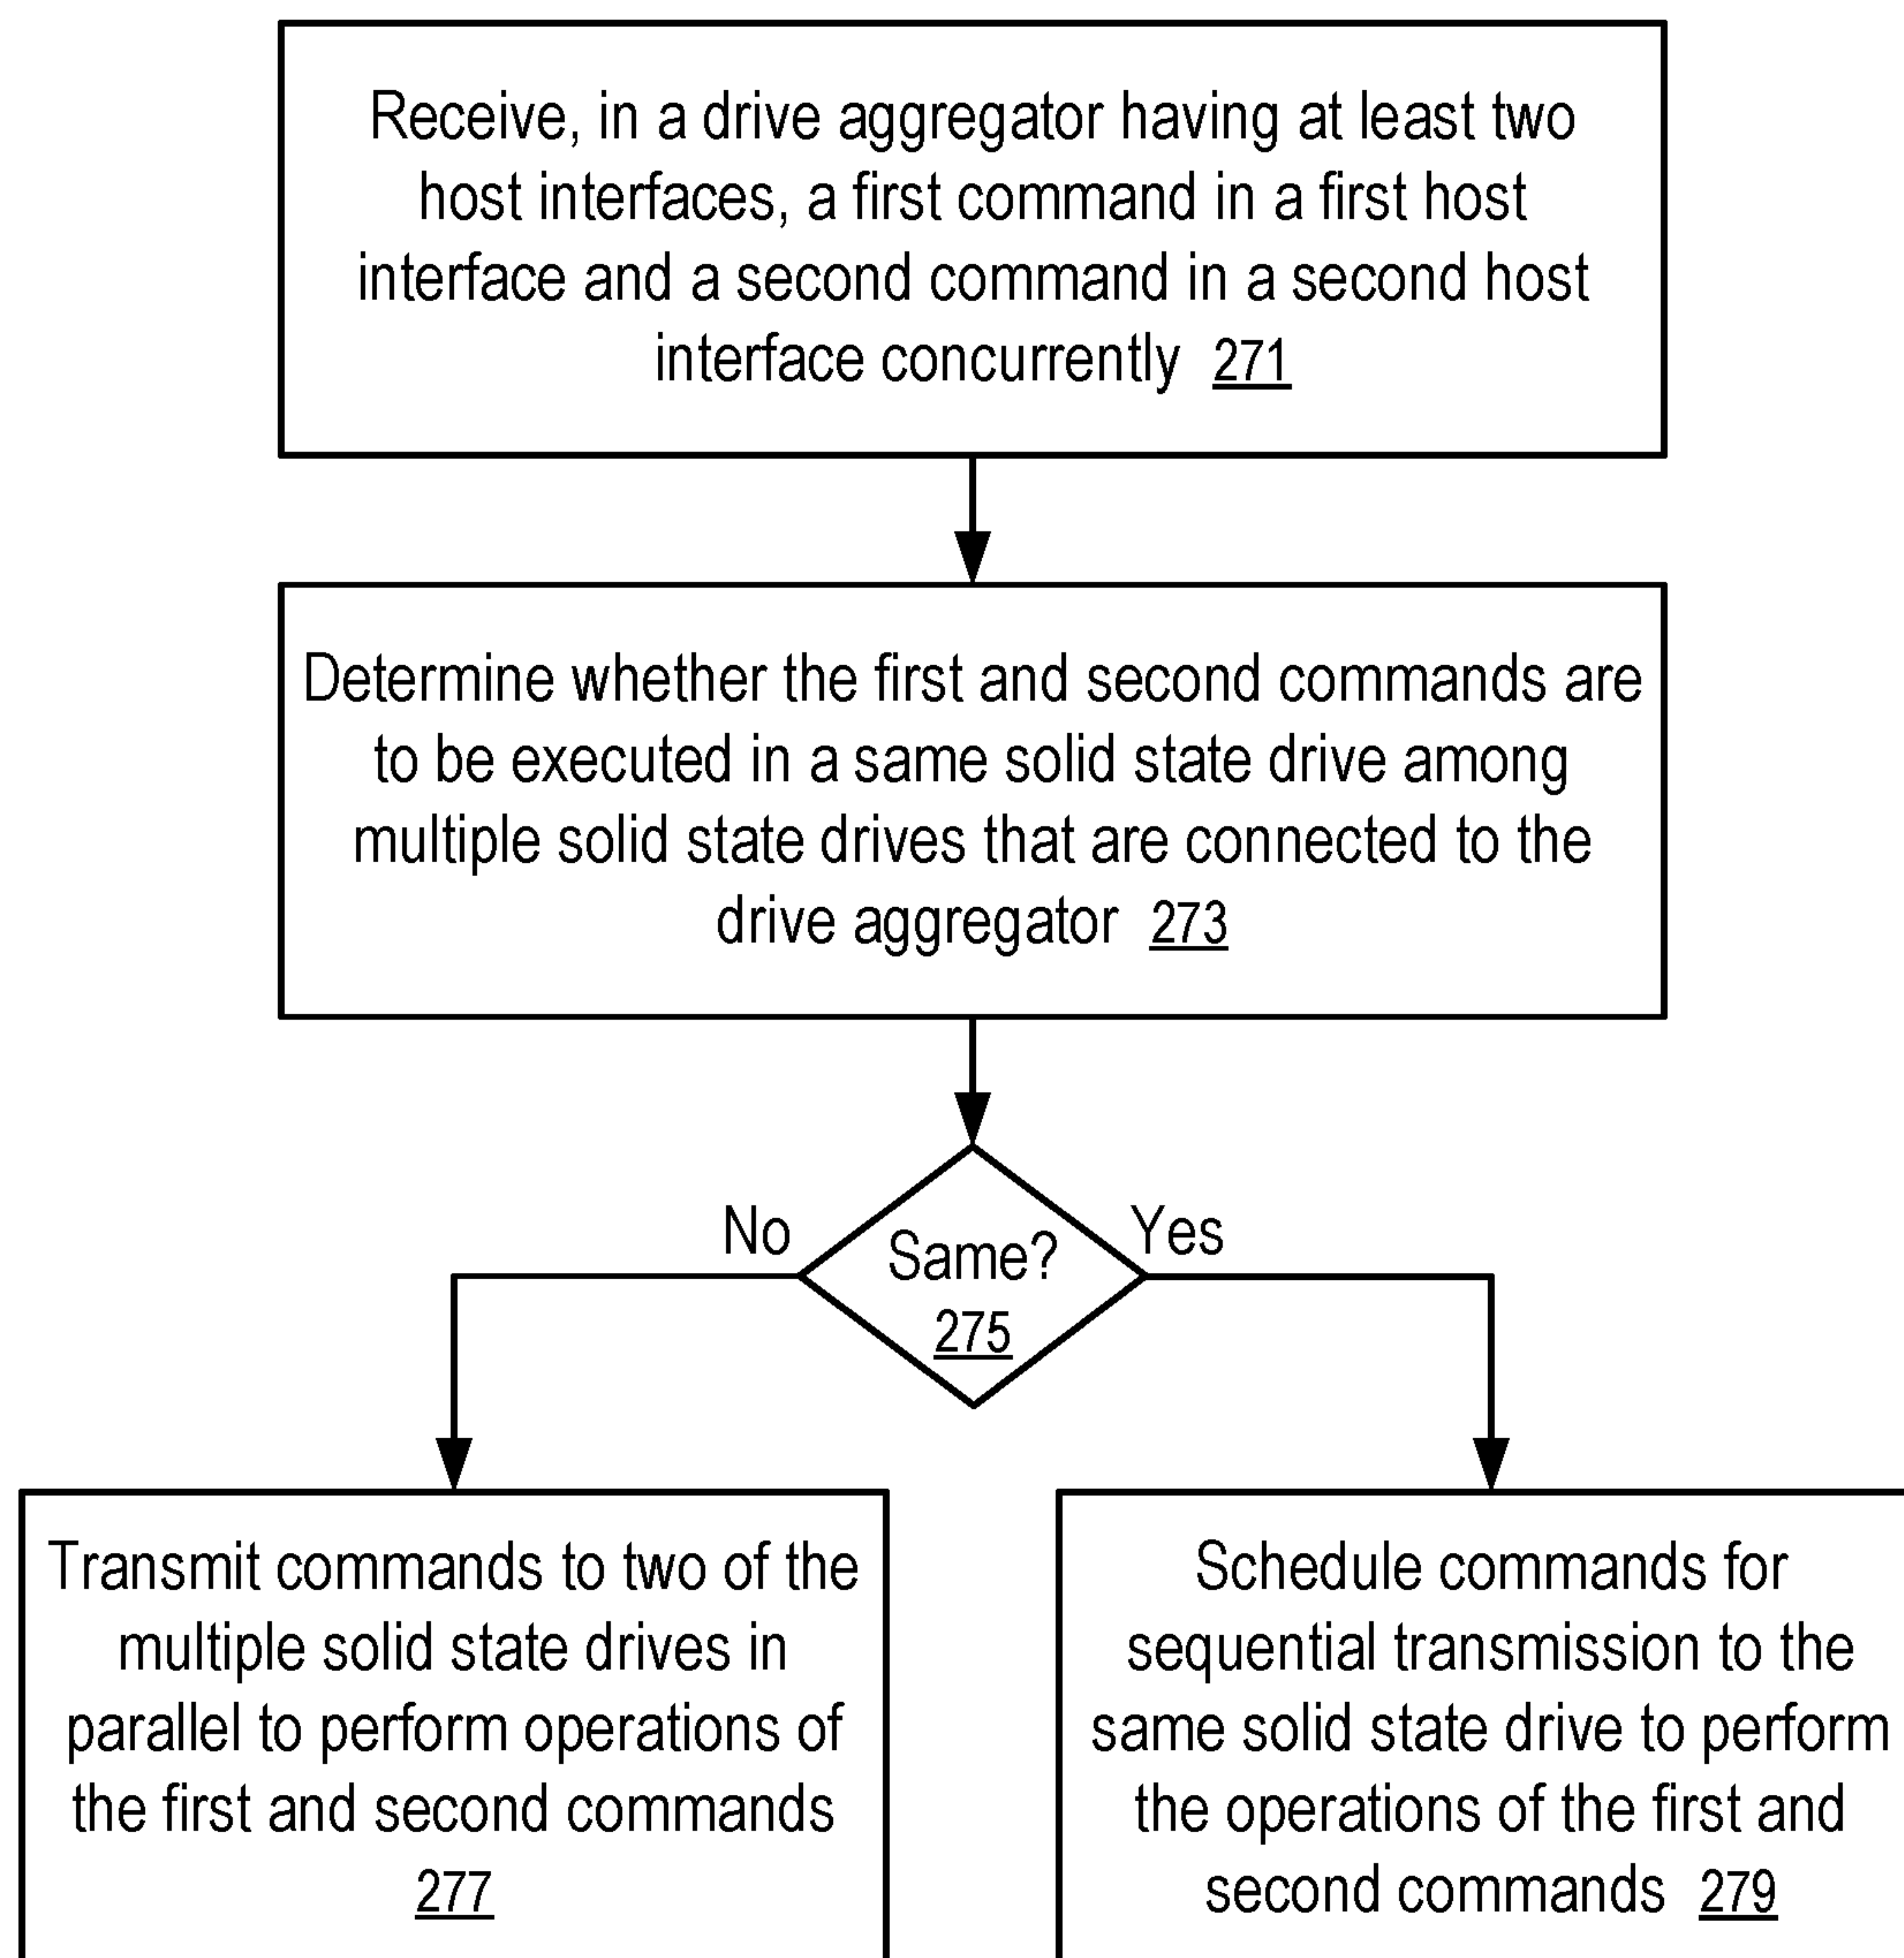 Receive, in a drive aggregator having at least two
host interfaces, a first command in a first host
interface and a second command in a second host
interface concurrently 271
Determine whether the first and second commands are
to be executed in a same solid state drive among
multiple solid state drives that are connected to the
drive aggregator 273
No
Yes
Same?
275
Transmit commands to two of the
multiple solid state drives in
parallel to perform operations of
the first and second commands
277
Schedule commands for
sequential transmission to the
same solid state drive to perform
the operations of the first and
second commands 279